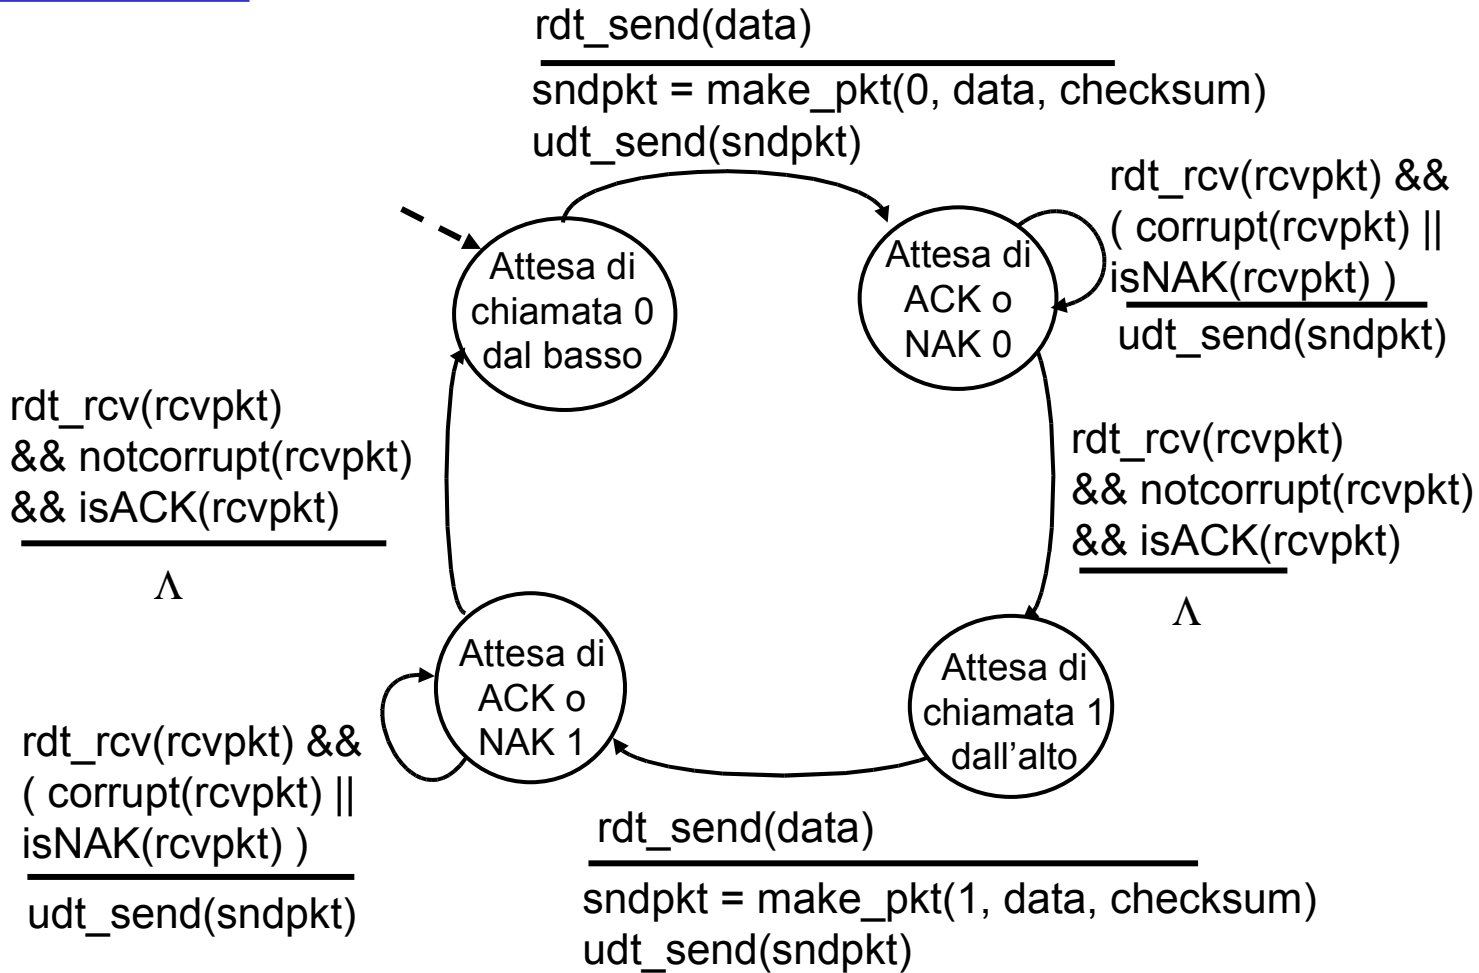 rdt_send(data)
sndpkt = make_pkt(0, data, checksum)
udt_send(sndpkt)
rdt_rcv(rcvpkt) &&
( corrupt(rcvpkt) ||
isNAK(rcvpkt) )
udt_send(sndpkt)
Attesa di
chiamata 0
dal basso
Attesa di
ACK o
NAK 0
rdt_rcv(rcvpkt)
&& notcorrupt(rcvpkt)
&& isACK(rcvpkt)
Λ
rdt_rcv(rcvpkt)
&& notcorrupt(rcvpkt)
&& isACK(rcvpkt)
Λ
Attesa di
ACK o
NAK 1
Attesa di
chiamata 1
dall’alto
rdt_rcv(rcvpkt) &&
( corrupt(rcvpkt) ||
isNAK(rcvpkt) )
udt_send(sndpkt)
rdt_send(data)
sndpkt = make_pkt(1, data, checksum)
udt_send(sndpkt)